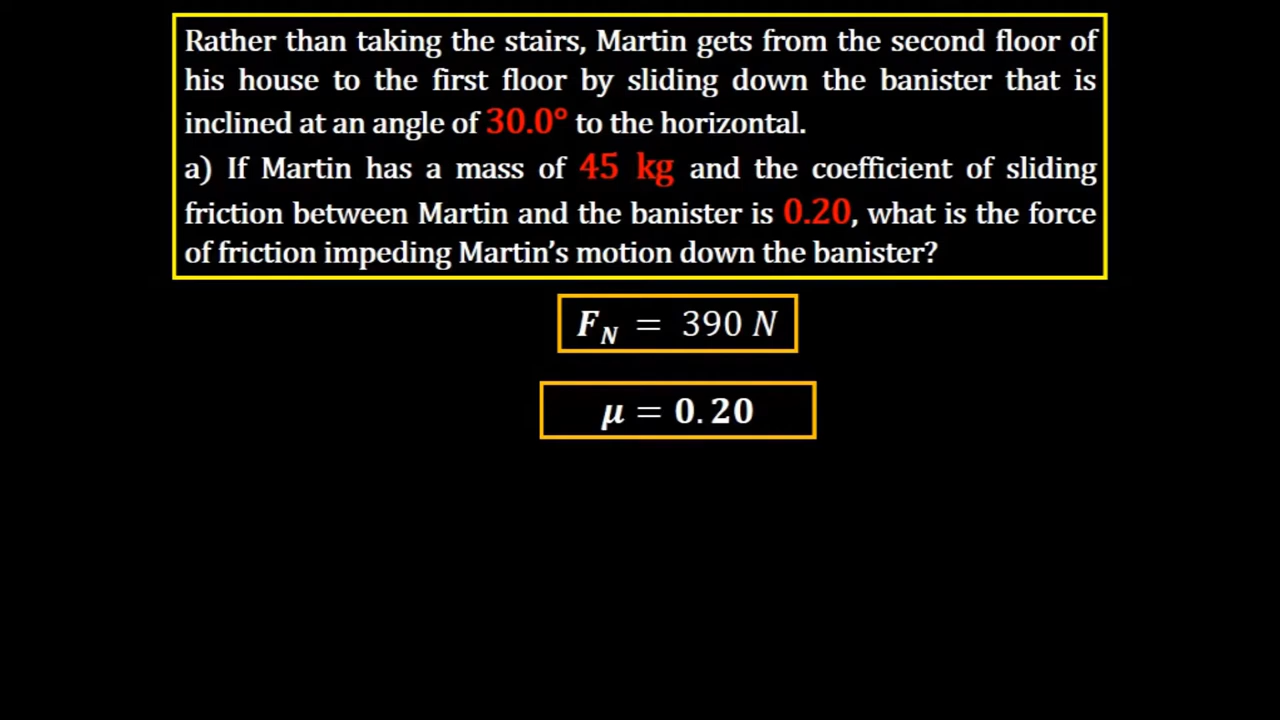 Rather than taking the stairs, Martin gets from the second floor of
his house to the first floor by sliding down the banister that is
inclined at an angle of 30.0° to the horizontal.
a) If Martin has a mass of 45 kg and the coefficient of sliding
friction between Martin and the banister is 0.20, what is the force
of friction impeding Martin’s motion down the banister?
F_N = 390 N
μ = 0.20